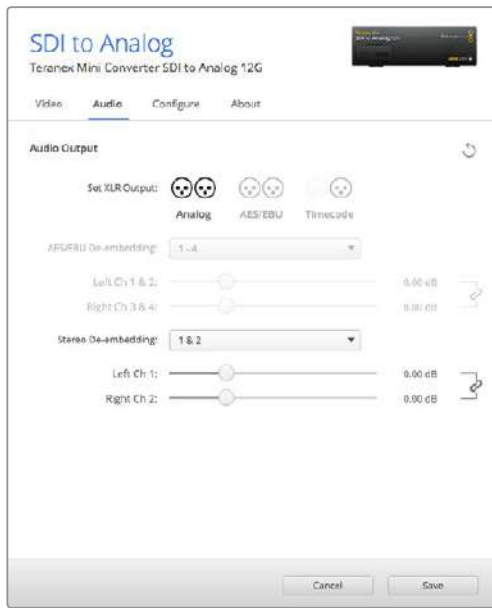 SDI to Analog
Teranex Mini Converter SDI to Analog 12G
Video Audio Configure About
Audio Output
Set XLR Output:
Analog AES/EBU Timecode
AES/EBU De-embedding: 1 - 4
Left Ch 1 & 2: 0.00 dB
Right Ch 3 & 4: 0.00 dB
Stereo De-embedding: 1 & 2
Left Ch 1: 0.00 dB
Right Ch 2: 0.00 dB
Cancel Save